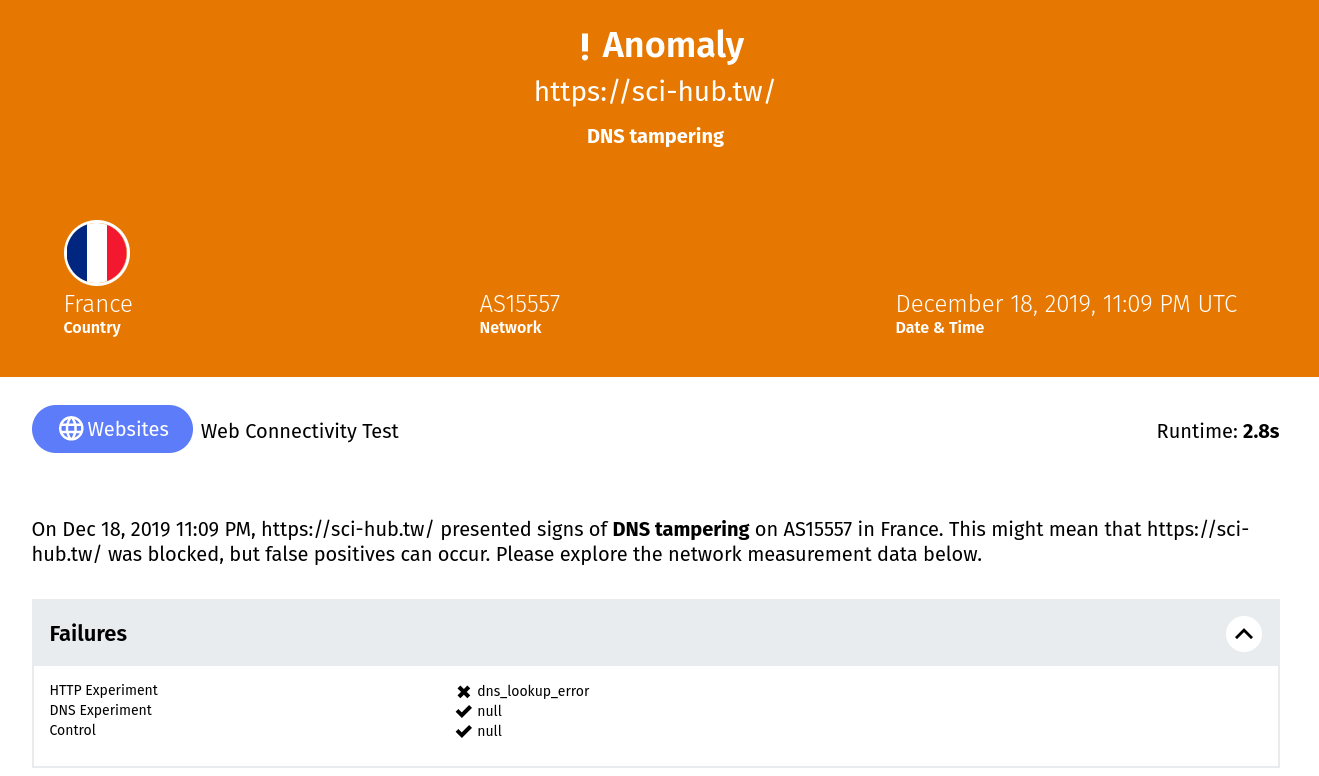 ! Anomaly
https://sci-hub.tw/
DNS tampering
France
Country
AS15557
Network
December 18, 2019, 11:09 PM UTC
Date & Time
Websites
Web Connectivity Test
Runtime: 2.8s
On Dec 18, 2019 11:09 PM, https://sci-hub.tw/ presented signs of DNS tampering on AS15557 in France. This might mean that https://sci-
hub.tw/ was blocked, but false positives can occur. Please explore the network measurement data below.
Failures
HTTP Experiment
dns_lookup_error
DNS Experiment
null
Control
null